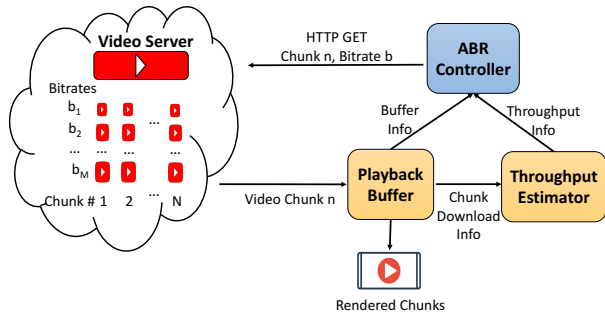 Video Server
HTTP GET
Chunk n, Bitrate b
ABR
Controller
Bitrates
b1
b2
...
...
... ... ...
bM
Chunk # 1 2 ... N
Buffer
Info
Throughput
Info
Video Chunk n
Playback
Buffer
Chunk
Download
Info
Throughput
Estimator
Rendered Chunks